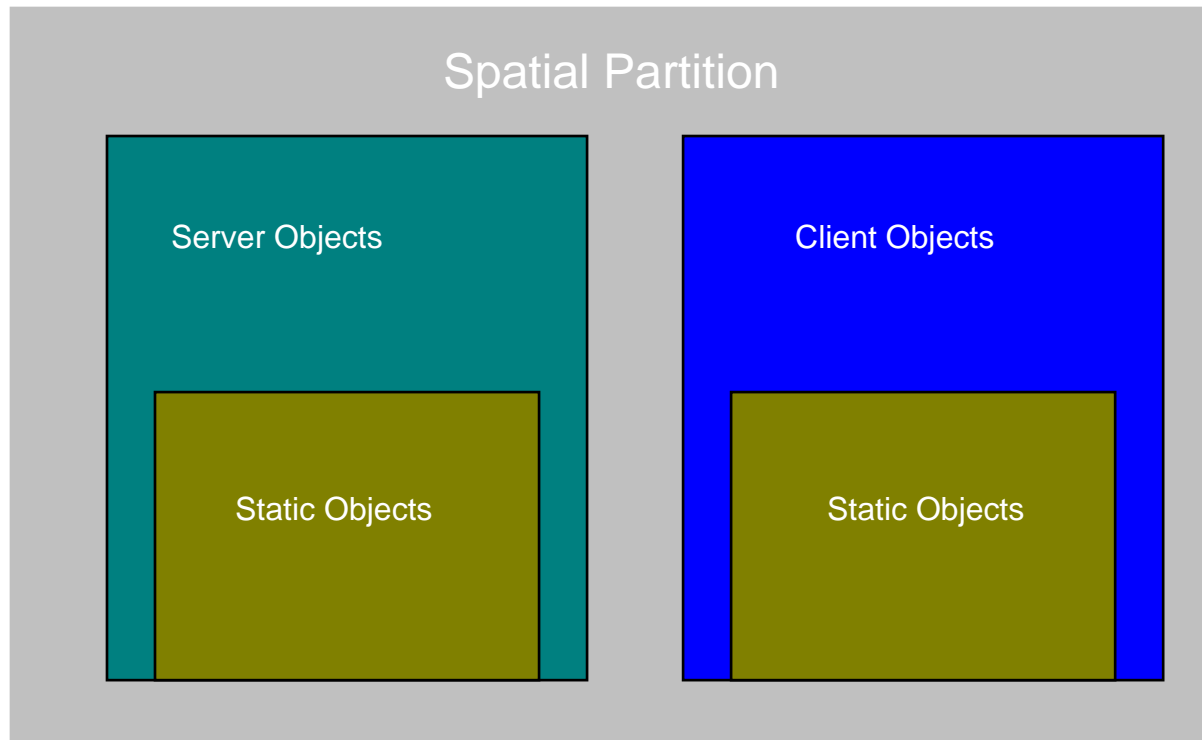 Spatial Partition
Server Objects
Client Objects
Static Objects
Static Objects